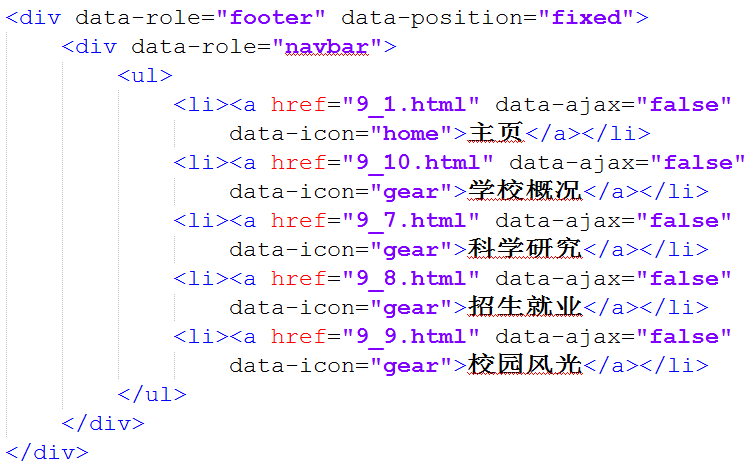 <div data-role="footer" data-position="fixed">
<div data-role="navbar">
<ul>
<li><a href="9_1.html" data-ajax="false"
data-icon="home">主页</a></li>
<li><a href="9_10.html" data-ajax="false"
data-icon="gear">学校概况</a></li>
<li><a href="9_7.html" data-ajax="false"
data-icon="gear">科学研究</a></li>
<li><a href="9_8.html" data-ajax="false"
data-icon="gear">招生就业</a></li>
<li><a href="9_9.html" data-ajax="false"
data-icon="gear">校园风光</a></li>
</ul>
</div>
</div>